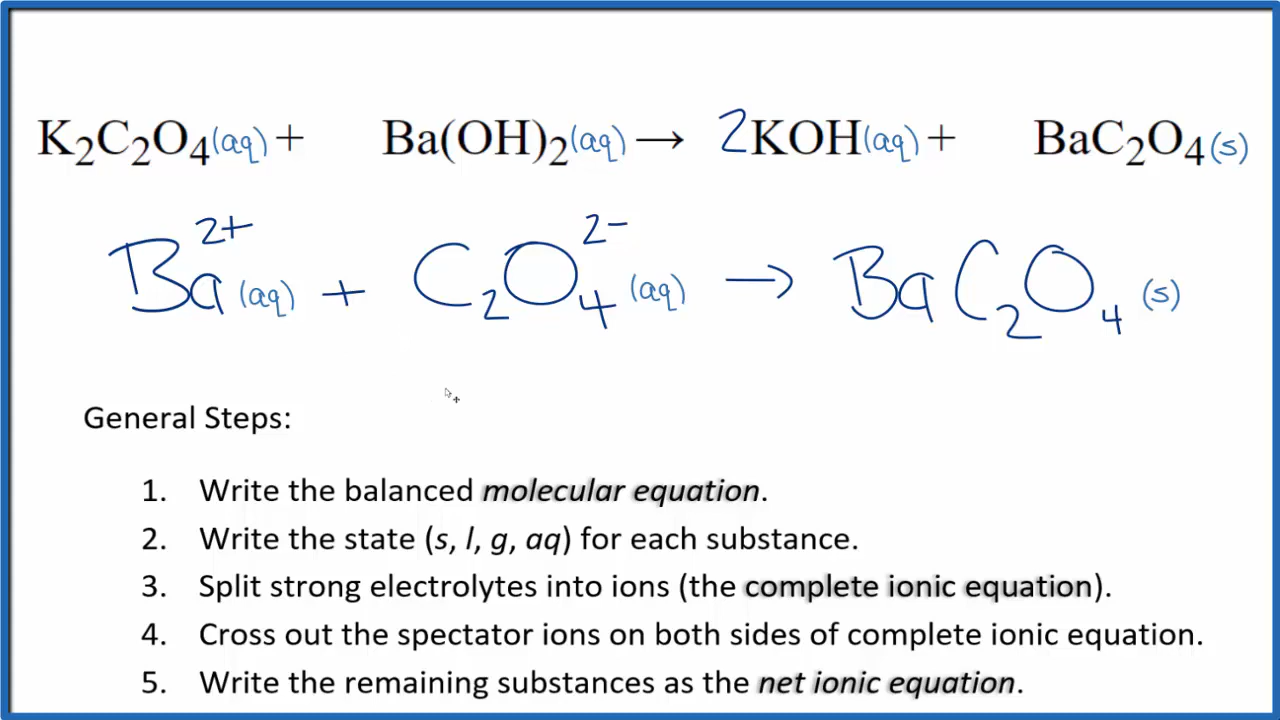 K₂C₂O₄(aq) + Ba(OH)₂(aq) → 2KOH(aq) + BaC₂O₄(s)
Ba²⁺(aq) + C₂O₄²⁻(aq) → BaC₂O₄(s)
General Steps:
1. Write the balanced molecular equation.
2. Write the state (s, l, g, aq) for each substance.
3. Split strong electrolytes into ions (the complete ionic equation).
4. Cross out the spectator ions on both sides of complete ionic equation.
5. Write the remaining substances as the net ionic equation.